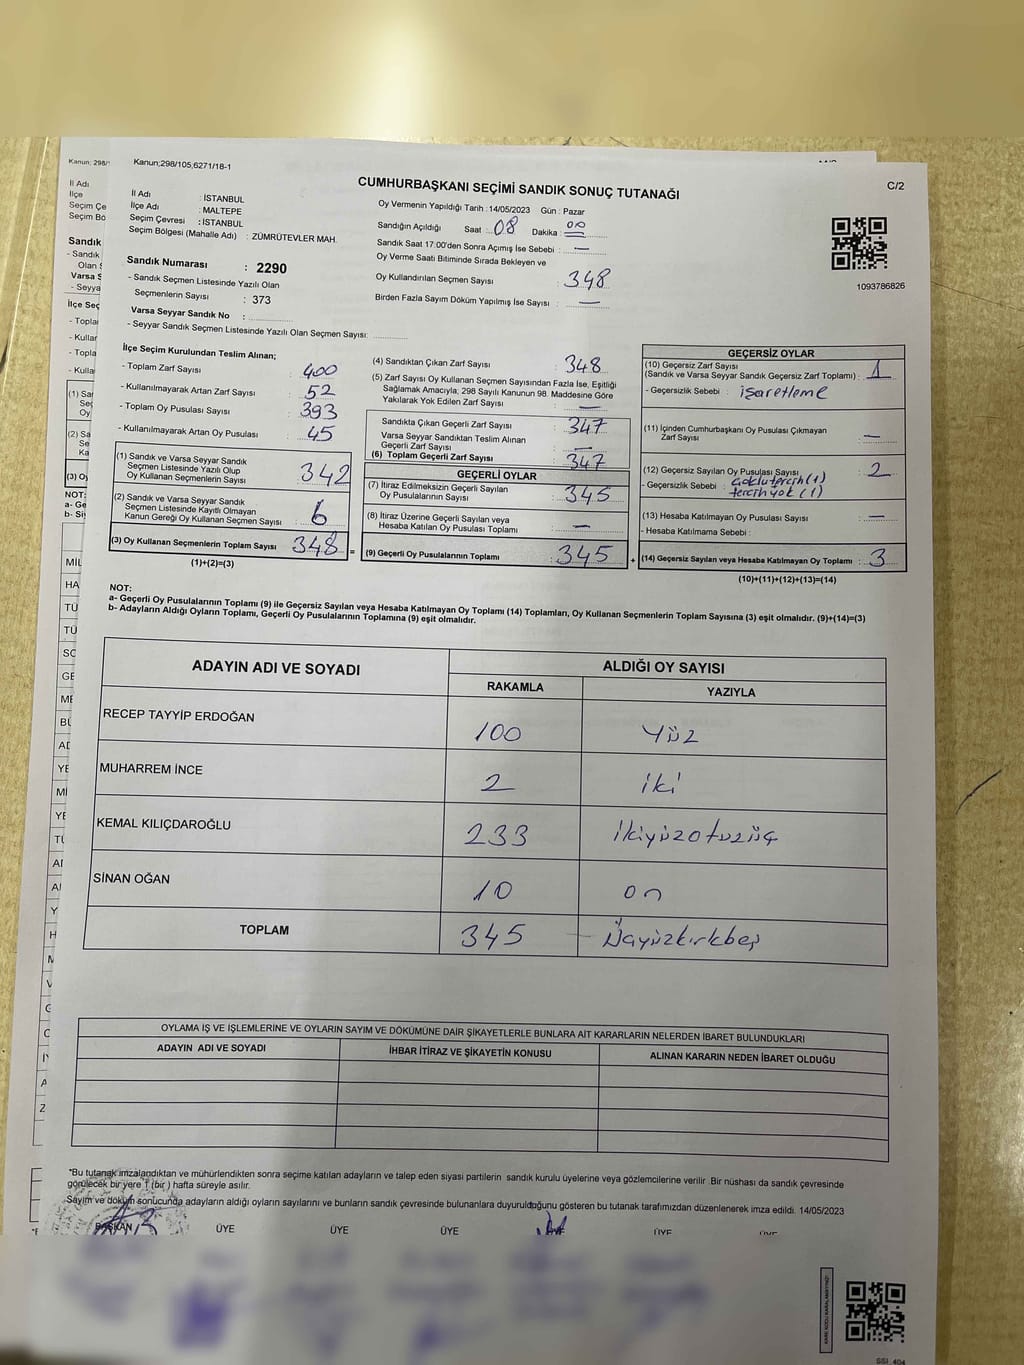 Kanun; 298/
Kanun;298/105,6271/18-1
CUMHURBAŞKANI SEÇİMİ SANDIK SONUÇ TUTANAĞI
C/2
İl Adı : İSTANBUL
İlçe Adı : MALTEPE
Seçim Çevresi : İSTANBUL
Seçim Bölgesi (Mahalle Adı) : ZÜMRÜTEVLER MAH.
Oy Vermenin Yapıldığı Tarih :14/05/2023 Gün : Pazar
Sandığın Açıldığı Saat : 08 Dakika : 00
Sandık Saat 17:00'den Sonra Açımış İse Sebebi : —
Oy Verme Saati Bitiminde Sırada Bekleyen ve
Oy Kullandırılan Seçmen Sayısı : 348
Birden Fazla Sayım Döküm Yapılmış İse Sayısı : —
1093786826
Sandık Numarası : 2290
- Sandık Seçmen Listesinde Yazılı Olan
Seçmenlerin Sayısı : 373
Varsa Seyyar Sandık No :
- Seyyar Sandık Seçmen Listesinde Yazılı Olan Seçmen Sayısı:
İlçe Seçim Kurulundan Teslim Alınan;
- Toplam Zarf Sayısı : 400
- Kullanılmayarak Artan Zarf Sayısı : 52
- Toplam Oy Pusulası Sayısı : 393
- Kullanılmayarak Artan Oy Pusulası : 45
(1) Sandık ve Varsa Seyyar Sandık
Seçmen Listesinde Yazılı Olup
Oy Kullanan Seçmenlerin Sayısı : 342
(2) Sandık ve Varsa Seyyar Sandık
Seçmen Listesinde Kayıtlı Olmayan
Kanun Gereği Oy Kullanan Seçmen Sayısı : 6
(3) Oy Kullanan Seçmenlerin Toplam Sayısı : 348 =
(1)+(2)=(3)
(4) Sandıktan Çıkan Zarf Sayısı : 348
(5) Zarf Sayısı Oy Kullanan Seçmen Sayısından Fazla İse, Eşitliği
Sağlamak Amacıyla; 298 Sayılı Kanunun 98. Maddesine Göre
Yakılarak Yok Edilen Zarf Sayısı : —
Sandıkta Çıkan Geçerli Zarf Sayısı : 347
Varsa Seyyar Sandıktan Teslim Alınan
Geçerli Zarf Sayısı : —
(6) Toplam Geçerli Zarf Sayısı : 347
GEÇERLİ OYLAR
(7) İtiraz Edilmeksizin Geçerli Sayılan
Oy Pusulalarının Sayısı : 345
(8) İtiraz Üzerine Geçerli Sayılan veya
Hesaba Katılan Oy Pusulası Toplamı : —
(9) Geçerli Oy Pusulalarının Toplamı : 345 +
GEÇERSİZ OYLAR
(10) Geçersiz Zarf Sayısı
(Sandık ve Varsa Seyyar Sandık Geçersiz Zarf Toplamı) : 1
- Geçersizlik Sebebi : işaretleme
(11) İçinden Cumhurbaşkanı Oy Pusulası Çıkmayan
Zarf Sayısı : —
(12) Geçersiz Sayılan Oy Pusulası Sayısı : 2
- Geçersizlik Sebebi : çoklu tercih (1)
tercih yok (1)
(13) Hesaba Katılmayan Oy Pusulası Sayısı : —
- Hesaba Katılmama Sebebi :
(14) Geçersiz Sayılan veya Hesaba Katılmayan Oy Toplamı : 3
(10)+(11)+(12)+(13)=(14)
NOT:
a- Geçerli Oy Pusulalarının Toplamı (9) ile Geçersiz Sayılan veya Hesaba Katılmayan Oy Toplamı (14) Toplamları, Oy Kullanan Seçmenlerin Toplam Sayısına (3) eşit olmalıdır. (9)+(14)=(3)
b- Adayların Aldığı Oyların Toplamı, Geçerli Oy Pusulalarının Toplamına (9) eşit olmalıdır.
ADAYIN ADI VE SOYADI ALDIĞI OY SAYISI
RAKAMLA YAZIYLA
RECEP TAYYİP ERDOĞAN 100 Yüz
MUHARREM İNCE 2 iki
KEMAL KILIÇDAROĞLU 233 ikiyüzotuzüç
SİNAN OĞAN 10 on
TOPLAM 345 Üçyüzkırkbeş
OYLAMA İŞ VE İŞLEMLERİNE VE OYLARIN SAYIM VE DÖKÜMÜNE DAİR ŞİKAYETLERLE BUNLARA AİT KARARLARIN NELERDEN İBARET BULUNDUKLARI
ADAYIN ADI VE SOYADI İHBAR İTİRAZ VE ŞİKAYETİN KONUSU ALINAN KARARIN NEDEN İBARET OLDUĞU
*Bu tutanak imzalandıktan ve mühürlendikten sonra seçime katılan adayların ve talep eden siyasi partilerin sandık kurulu üyelerine veya gözlemcilerine verilir .Bir nüshası da sandık çevresinde
görülecek bir yere 1 (bir ) hafta süreyle asılır.
Sayım ve döküm sonucunda adayların aldığı oyların sayılarını ve bunların sandık çevresinde bulunanlara duyurulduğunu gösteren bu tutanak tarafımızdan düzenlenerek imza edildi. 14/05/2023
BAŞKAN ÜYE ÜYE ÜYE ÜYE ÜYE ÜYE
SSI_404